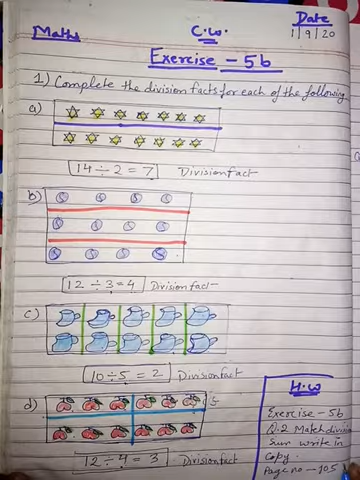 Maths
C.W.
Date
1/9/20
Exercise - 5b
1) Complete the division facts for each of the following
a)
14 ÷ 2 = 7 Division fact
b)
12 ÷ 3 = 4 Division fact
c)
10 ÷ 5 = 2 Division fact
d)
12 ÷ 4 = 3 Division fact
H.W
Exercise - 5b
Q.2 Match division
Sum write in
copy.
Page no - 105